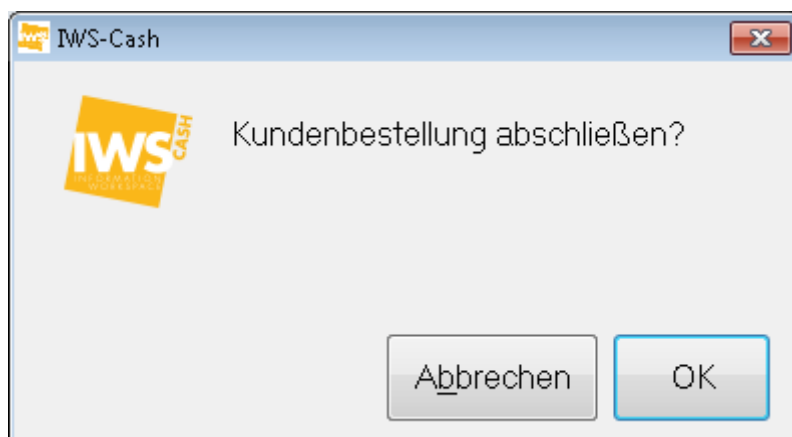 IWS-Cash
IWS
CASH
INFORMATION
WORKSPACE
Kundenbestellung abschließen?
Abbrechen
OK